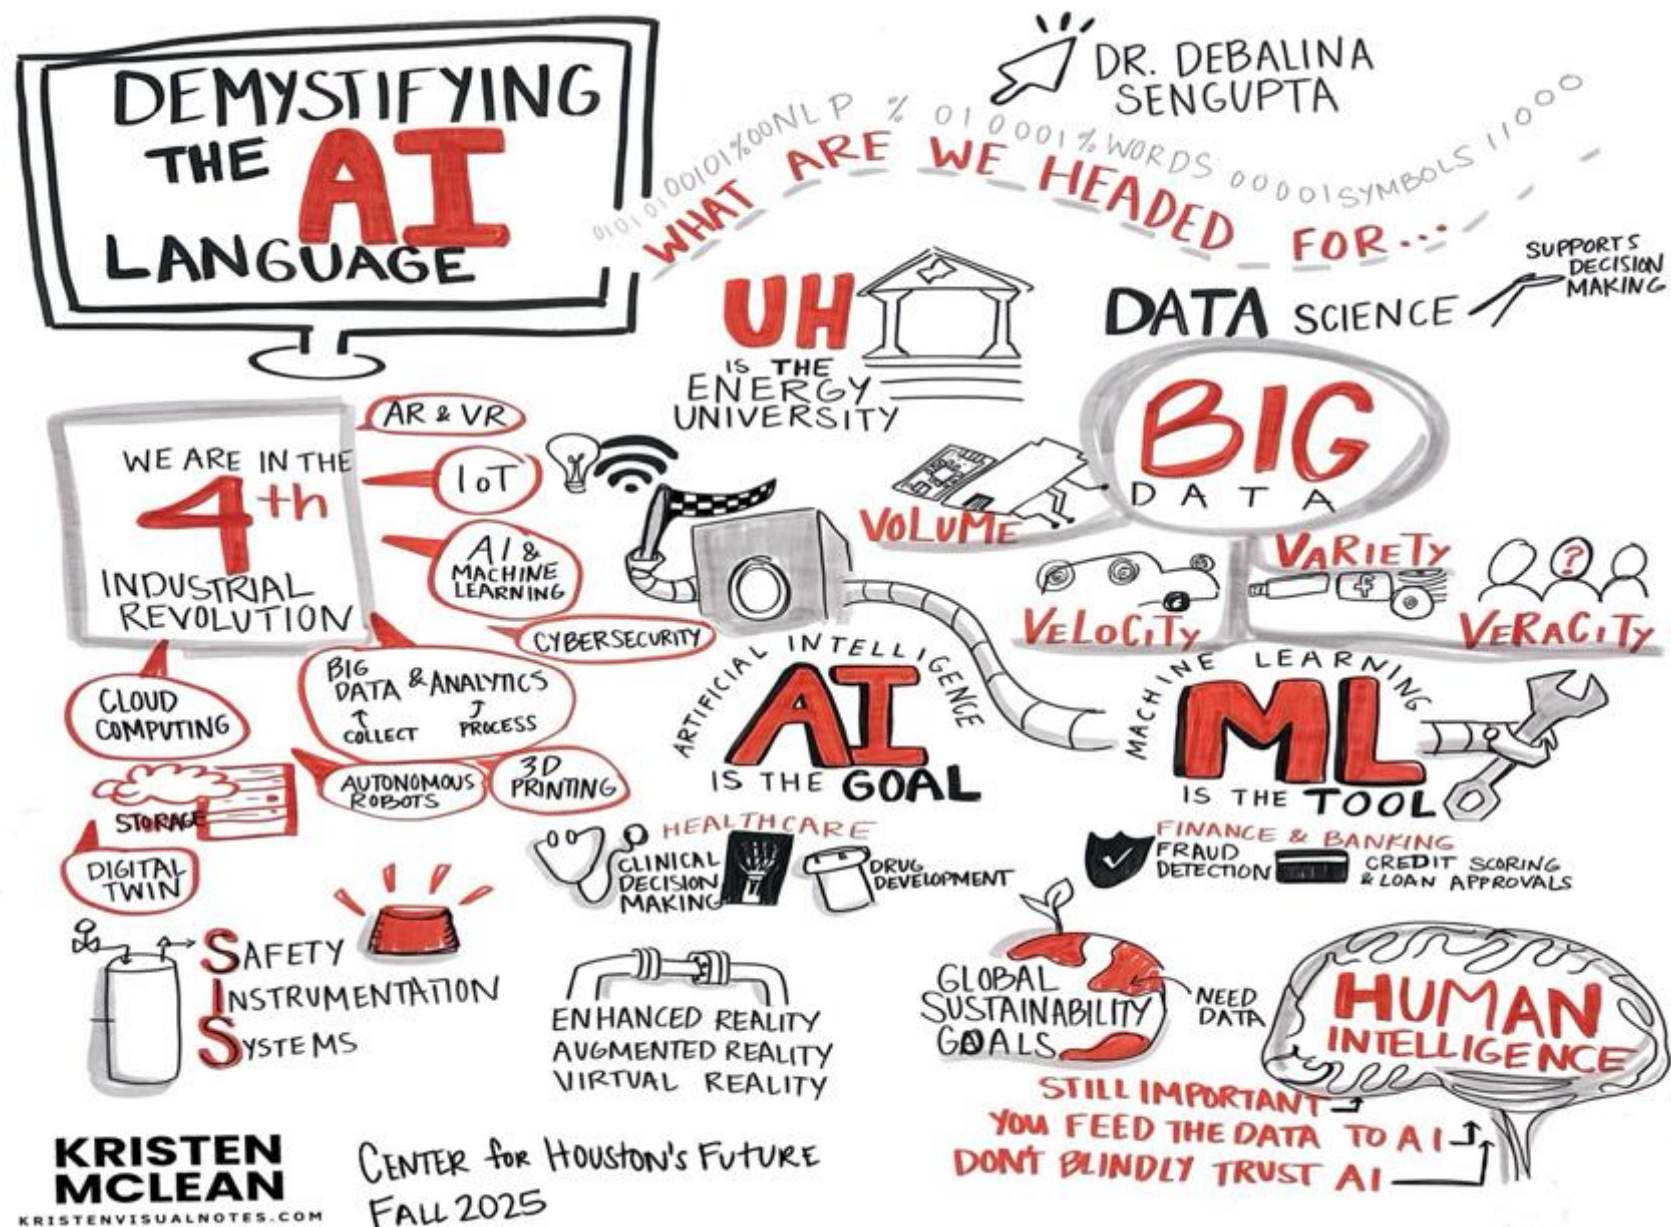 DEMYSTIFYING
THE AI
LANGUAGE
DR. DEBALINA
SENGUPTA
01010100101%00NLP % 010001%WORDS 00001SYMBOLS 11000
WHAT ARE WE HEADED FOR...
UH
IS THE
ENERGY
UNIVERSITY
DATA SCIENCE
SUPPORTS
DECISION
MAKING
BIG
DATA
VOLUME
VELOCITY
VARIETY
f
?
VERACITY
WE ARE IN THE
4th
INDUSTRIAL
REVOLUTION
AR & VR
IoT
AI &
MACHINE
LEARNING
CYBERSECURITY
BIG
DATA & ANALYTICS
COLLECT
PROCESS
CLOUD
COMPUTING
STORAGE
AUTONOMOUS
ROBOTS
3D
PRINTING
DIGITAL
TWIN
ARTIFICIAL INTELLIGENCE
AI
IS THE GOAL
MACHINE LEARNING
ML
IS THE TOOL
HEALTHCARE
CLINICAL
DECISION
MAKING
DRUG
DEVELOPMENT
FINANCE & BANKING
FRAUD
DETECTION
CREDIT SCORING
& LOAN APPROVALS
SAFETY
INSTRUMENTATION
SYSTEMS
ENHANCED REALITY
AUGMENTED REALITY
VIRTUAL REALITY
GLOBAL
SUSTAINABILITY
GOALS
NEED
DATA
HUMAN
INTELLIGENCE
STILL IMPORTANT
YOU FEED THE DATA TO AI
DON'T BLINDLY TRUST AI
KRISTEN
MCLEAN
KRISTENVISUALNOTES.COM
CENTER for HOUSTON'S FUTURE
FALL 2025